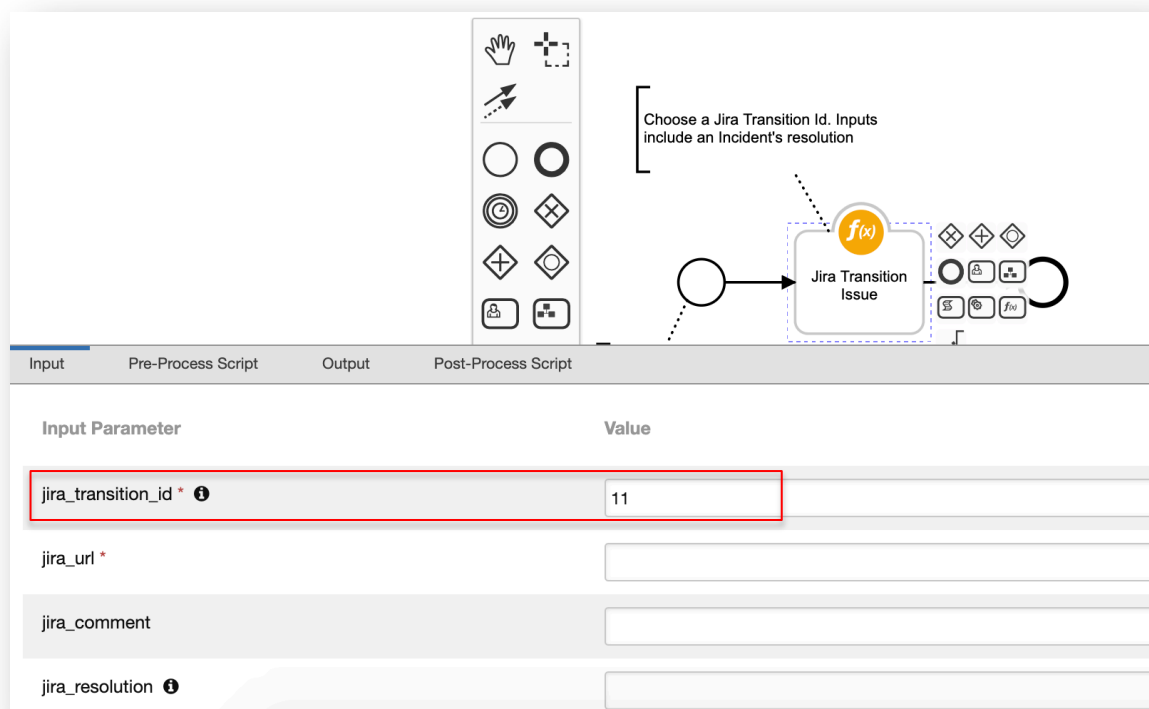 Choose a Jira Transition Id. Inputs
include an Incident's resolution
f(x)
Jira Transition
Issue
f(x)
Input
Pre-Process Script
Output
Post-Process Script
Input Parameter
Value
jira_transition_id *
11
jira_url *
jira_comment
jira_resolution